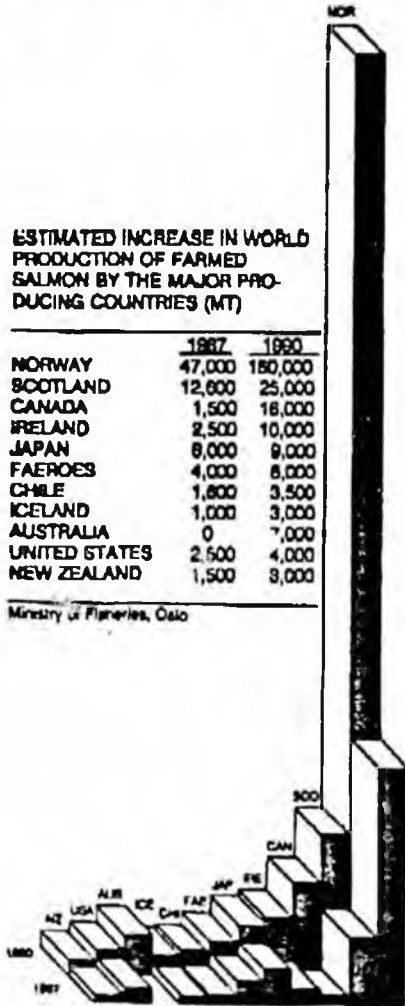 NOR
ESTIMATED INCREASE IN WORLD
PRODUCTION OF FARMED
SALMON BY THE MAJOR PRO-
DUCING COUNTRIES (MT)
1987 1990
NORWAY 47,000 150,000
SCOTLAND 12,600 25,000
CANADA 1,500 16,000
IRELAND 2,500 10,000
JAPAN 8,000 9,000
FAEROES 4,000 6,000
CHILE 1,800 3,500
ICELAND 1,000 3,000
AUSTRALIA 0 7,000
UNITED STATES 2,500 4,000
NEW ZEALAND 1,500 3,000
Ministry of Fisheries, Oslo
SCO
CAN
JAP IRE
FAE
AUS ICE CHI
NZ USA
1990
1987